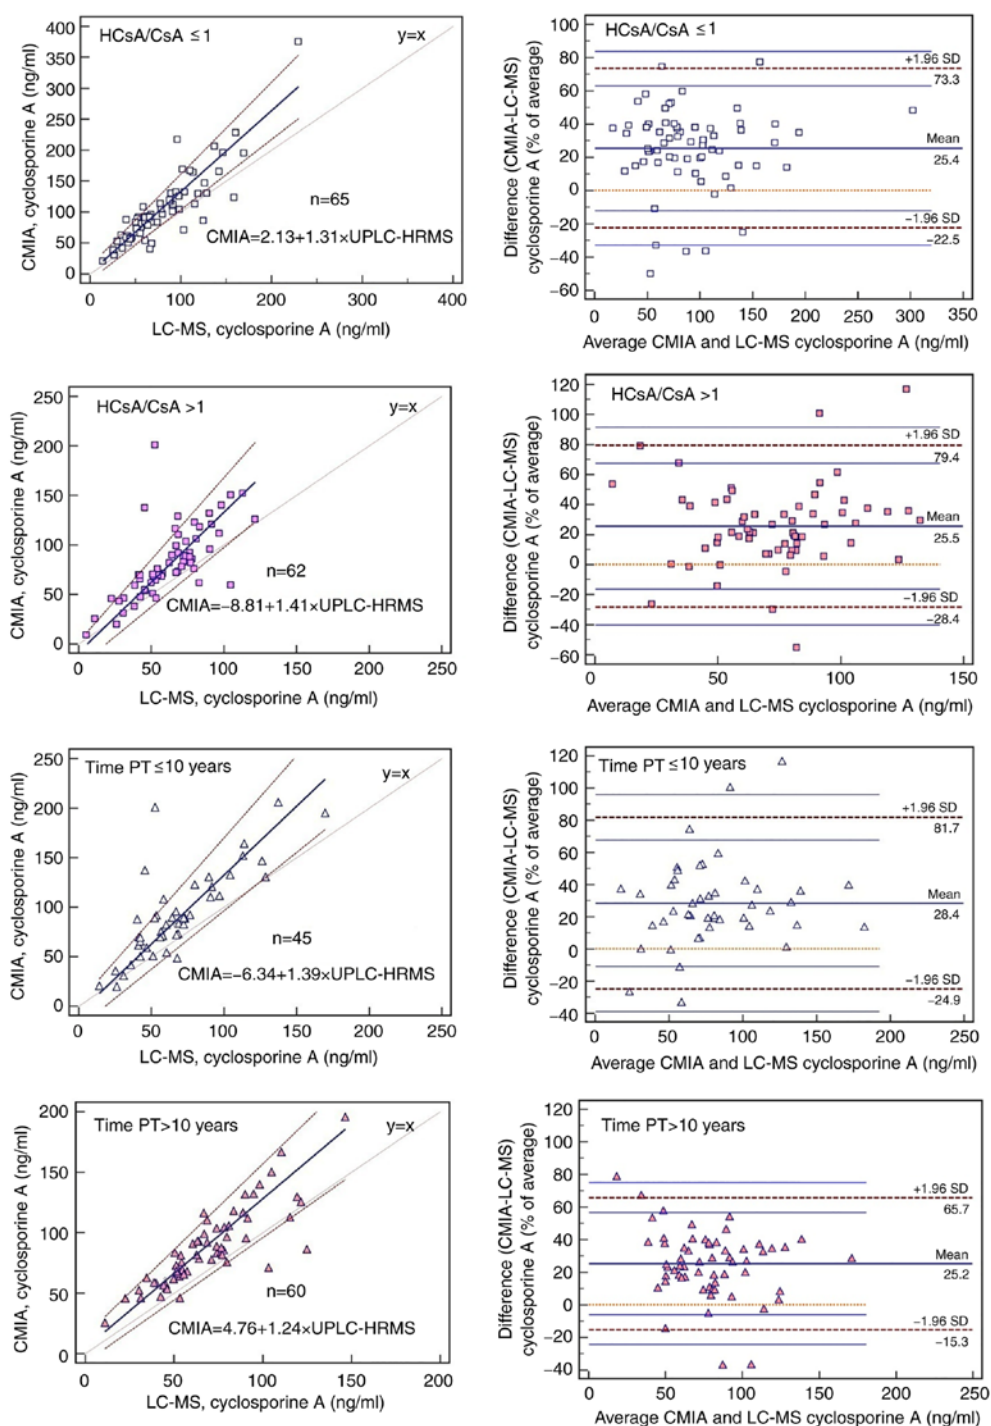 HCsA/CsA ≤1
y=x
400
350
300
250
200
150
100
50
0
CMIA, cyclosporine A (ng/ml)
n=65
CMIA=2.13+1.31×UPLC-HRMS
0 100 200 300 400
LC-MS, cyclosporine A (ng/ml)
HCsA/CsA ≤1
80
60
40
20
0
−20
−40
−60
Difference (CMIA-LC-MS)
cyclosporine A (% of average)
+1.96 SD
73.3
Mean
25.4
−1.96 SD
−22.5
0 50 100 150 200 250 300 350
Average CMIA and LC-MS cyclosporine A (ng/ml)
HCsA/CsA >1
y=x
250
200
150
100
50
0
CMIA, cyclosporine A (ng/ml)
n=62
CMIA=−8.81+1.41×UPLC-HRMS
0 50 100 150 200 250
LC-MS, cyclosporine A (ng/ml)
HCsA/CsA >1
120
100
80
60
40
20
0
−20
−40
−60
Difference (CMIA-LC-MS)
cyclosporine A (% of average)
+1.96 SD
79.4
Mean
25.5
−1.96 SD
−28.4
0 50 100 150
Average CMIA and LC-MS cyclosporine A (ng/ml)
Time PT ≤10 years
y=x
250
200
150
100
50
0
CMIA, cyclosporine A (ng/ml)
n=45
CMIA=−6.34+1.39×UPLC-HRMS
0 50 100 150 200 250
LC-MS, cyclosporine A (ng/ml)
Time PT ≤10 years
120
100
80
60
40
20
0
−20
−40
Difference (CMIA-LC-MS)
cyclosporine A (% of average)
+1.96 SD
81.7
Mean
28.4
−1.96 SD
−24.9
0 50 100 150 200 250
Average CMIA and LC-MS cyclosporine A (ng/ml)
Time PT>10 years
y=x
200
150
100
50
0
CMIA, cyclosporine A (ng/ml)
n=60
CMIA=4.76+1.24×UPLC-HRMS
0 50 100 150 200
LC-MS, cyclosporine A (ng/ml)
Time PT>10 years
120
100
80
60
40
20
0
−20
−40
Difference (CMIA-LC-MS)
cyclosporine A (% of average)
+1.96 SD
65.7
Mean
25.2
−1.96 SD
−15.3
0 50 100 150 200 250
Average CMIA and LC-MS cyclosporine A (ng/ml)